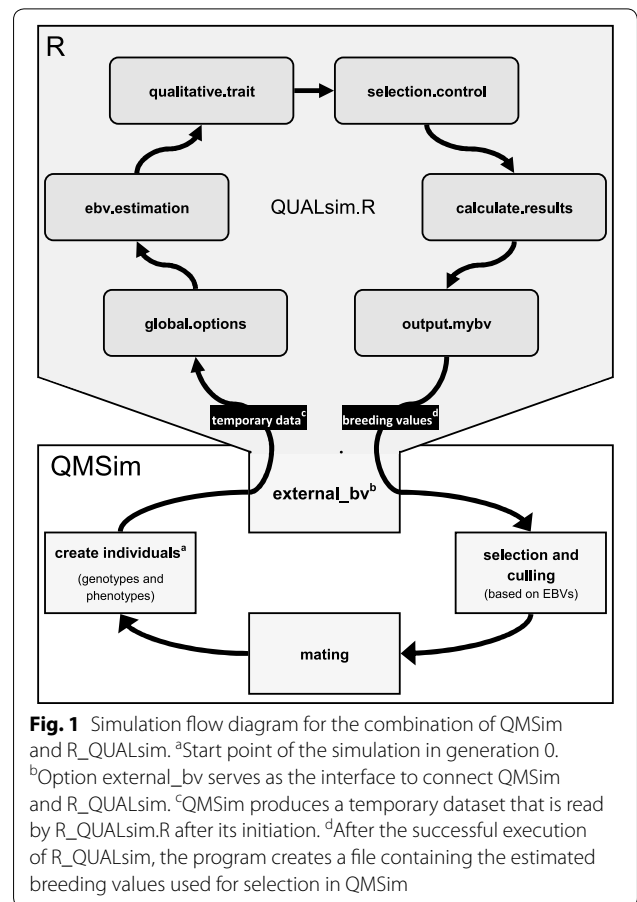 R
qualitative.trait
selection.control
ebv.estimation
QUALsim.R
calculate.results
global.options
output.mybv
temporary dataᶜ
breeding valuesᵈ
QMSim
external_bvᵇ
create individualsᵃ
(genotypes and
phenotypes)
selection and
culling
(based on EBVs)
mating
Fig. 1 Simulation flow diagram for the combination of QMSim
and R_QUALsim. ᵃStart point of the simulation in generation 0.
ᵇOption external_bv serves as the interface to connect QMSim
and R_QUALsim. ᶜQMSim produces a temporary dataset that is read
by R_QUALsim.R after its initiation. ᵈAfter the successful execution
of R_QUALsim, the program creates a file containing the estimated
breeding values used for selection in QMSim